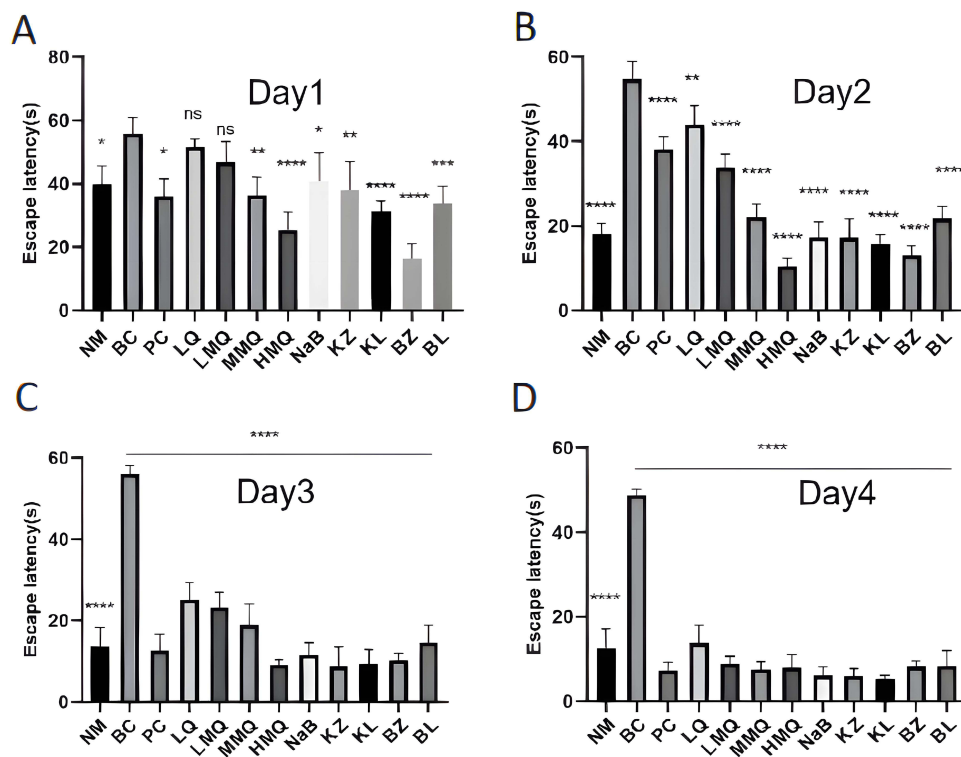 A
B
80
60
40
20
0
Escape latency(s)
Day1
*
*
ns
ns
**
****
*
**
****
****
***
NM
BC
PC
LQ
LMQ
MMQ
HMQ
NaB
KZ
KL
BZ
BL
60
40
20
0
Escape latency(s)
Day2
****
****
**
****
****
****
****
****
****
****
****
NM
BC
PC
LQ
LMQ
MMQ
HMQ
NaB
KZ
KL
BZ
BL
C
D
60
40
20
0
Escape latency(s)
Day3
****
****
NM
BC
PC
LQ
LMQ
MMQ
HMQ
NaB
KZ
KL
BZ
BL
60
40
20
0
Escape latency(s)
Day4
****
****
NM
BC
PC
LQ
LMQ
MMQ
HMQ
NaB
KZ
KL
BZ
BL